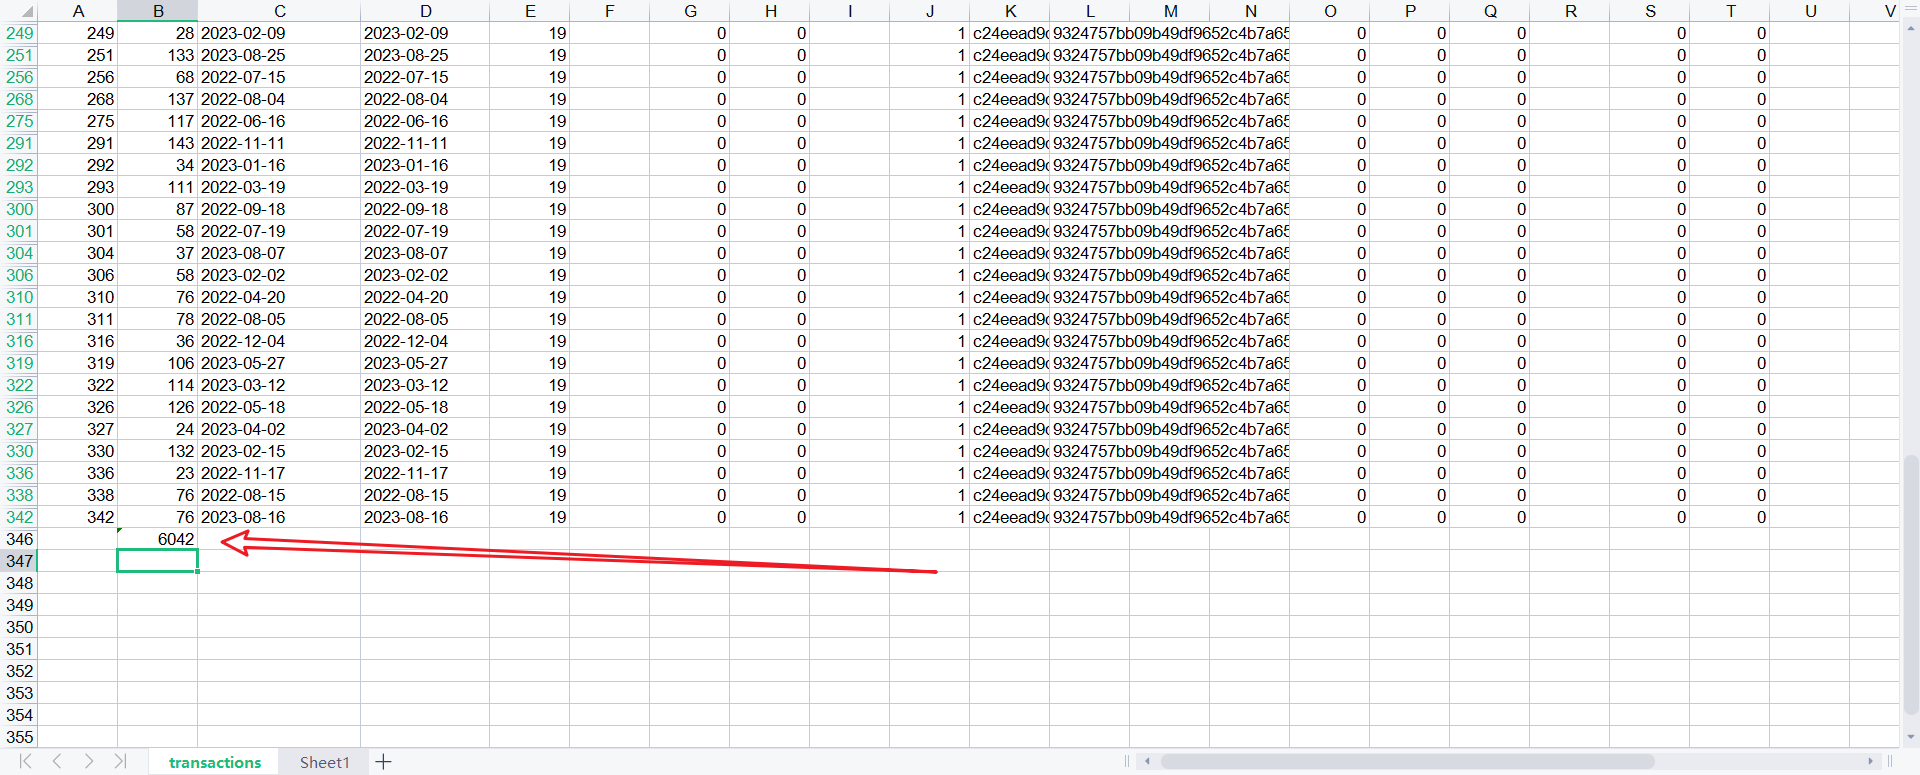 A B C D E F G H I J K L M N O P Q R S T U V
249 249 28 2023-02-09 2023-02-09 19 0 0 1 c24eead9c 9324757bb09b49df9652c4b7a65 0 0 0 0 0
251 251 133 2023-08-25 2023-08-25 19 0 0 1 c24eead9c 9324757bb09b49df9652c4b7a65 0 0 0 0 0
256 256 68 2022-07-15 2022-07-15 19 0 0 1 c24eead9c 9324757bb09b49df9652c4b7a65 0 0 0 0 0
268 268 137 2022-08-04 2022-08-04 19 0 0 1 c24eead9c 9324757bb09b49df9652c4b7a65 0 0 0 0 0
275 275 117 2022-06-16 2022-06-16 19 0 0 1 c24eead9c 9324757bb09b49df9652c4b7a65 0 0 0 0 0
291 291 143 2022-11-11 2022-11-11 19 0 0 1 c24eead9c 9324757bb09b49df9652c4b7a65 0 0 0 0 0
292 292 34 2023-01-16 2023-01-16 19 0 0 1 c24eead9c 9324757bb09b49df9652c4b7a65 0 0 0 0 0
293 293 111 2022-03-19 2022-03-19 19 0 0 1 c24eead9c 9324757bb09b49df9652c4b7a65 0 0 0 0 0
300 300 87 2022-09-18 2022-09-18 19 0 0 1 c24eead9c 9324757bb09b49df9652c4b7a65 0 0 0 0 0
301 301 58 2022-07-19 2022-07-19 19 0 0 1 c24eead9c 9324757bb09b49df9652c4b7a65 0 0 0 0 0
304 304 37 2023-08-07 2023-08-07 19 0 0 1 c24eead9c 9324757bb09b49df9652c4b7a65 0 0 0 0 0
306 306 58 2023-02-02 2023-02-02 19 0 0 1 c24eead9c 9324757bb09b49df9652c4b7a65 0 0 0 0 0
310 310 76 2022-04-20 2022-04-20 19 0 0 1 c24eead9c 9324757bb09b49df9652c4b7a65 0 0 0 0 0
311 311 78 2022-08-05 2022-08-05 19 0 0 1 c24eead9c 9324757bb09b49df9652c4b7a65 0 0 0 0 0
316 316 36 2022-12-04 2022-12-04 19 0 0 1 c24eead9c 9324757bb09b49df9652c4b7a65 0 0 0 0 0
319 319 106 2023-05-27 2023-05-27 19 0 0 1 c24eead9c 9324757bb09b49df9652c4b7a65 0 0 0 0 0
322 322 114 2023-03-12 2023-03-12 19 0 0 1 c24eead9c 9324757bb09b49df9652c4b7a65 0 0 0 0 0
326 326 126 2022-05-18 2022-05-18 19 0 0 1 c24eead9c 9324757bb09b49df9652c4b7a65 0 0 0 0 0
327 327 24 2023-04-02 2023-04-02 19 0 0 1 c24eead9c 9324757bb09b49df9652c4b7a65 0 0 0 0 0
330 330 132 2023-02-15 2023-02-15 19 0 0 1 c24eead9c 9324757bb09b49df9652c4b7a65 0 0 0 0 0
336 336 23 2022-11-17 2022-11-17 19 0 0 1 c24eead9c 9324757bb09b49df9652c4b7a65 0 0 0 0 0
338 338 76 2022-08-15 2022-08-15 19 0 0 1 c24eead9c 9324757bb09b49df9652c4b7a65 0 0 0 0 0
342 342 76 2023-08-16 2023-08-16 19 0 0 1 c24eead9c 9324757bb09b49df9652c4b7a65 0 0 0 0 0
346 6042
347
348
349
350
351
352
353
354
355
transactions Sheet1